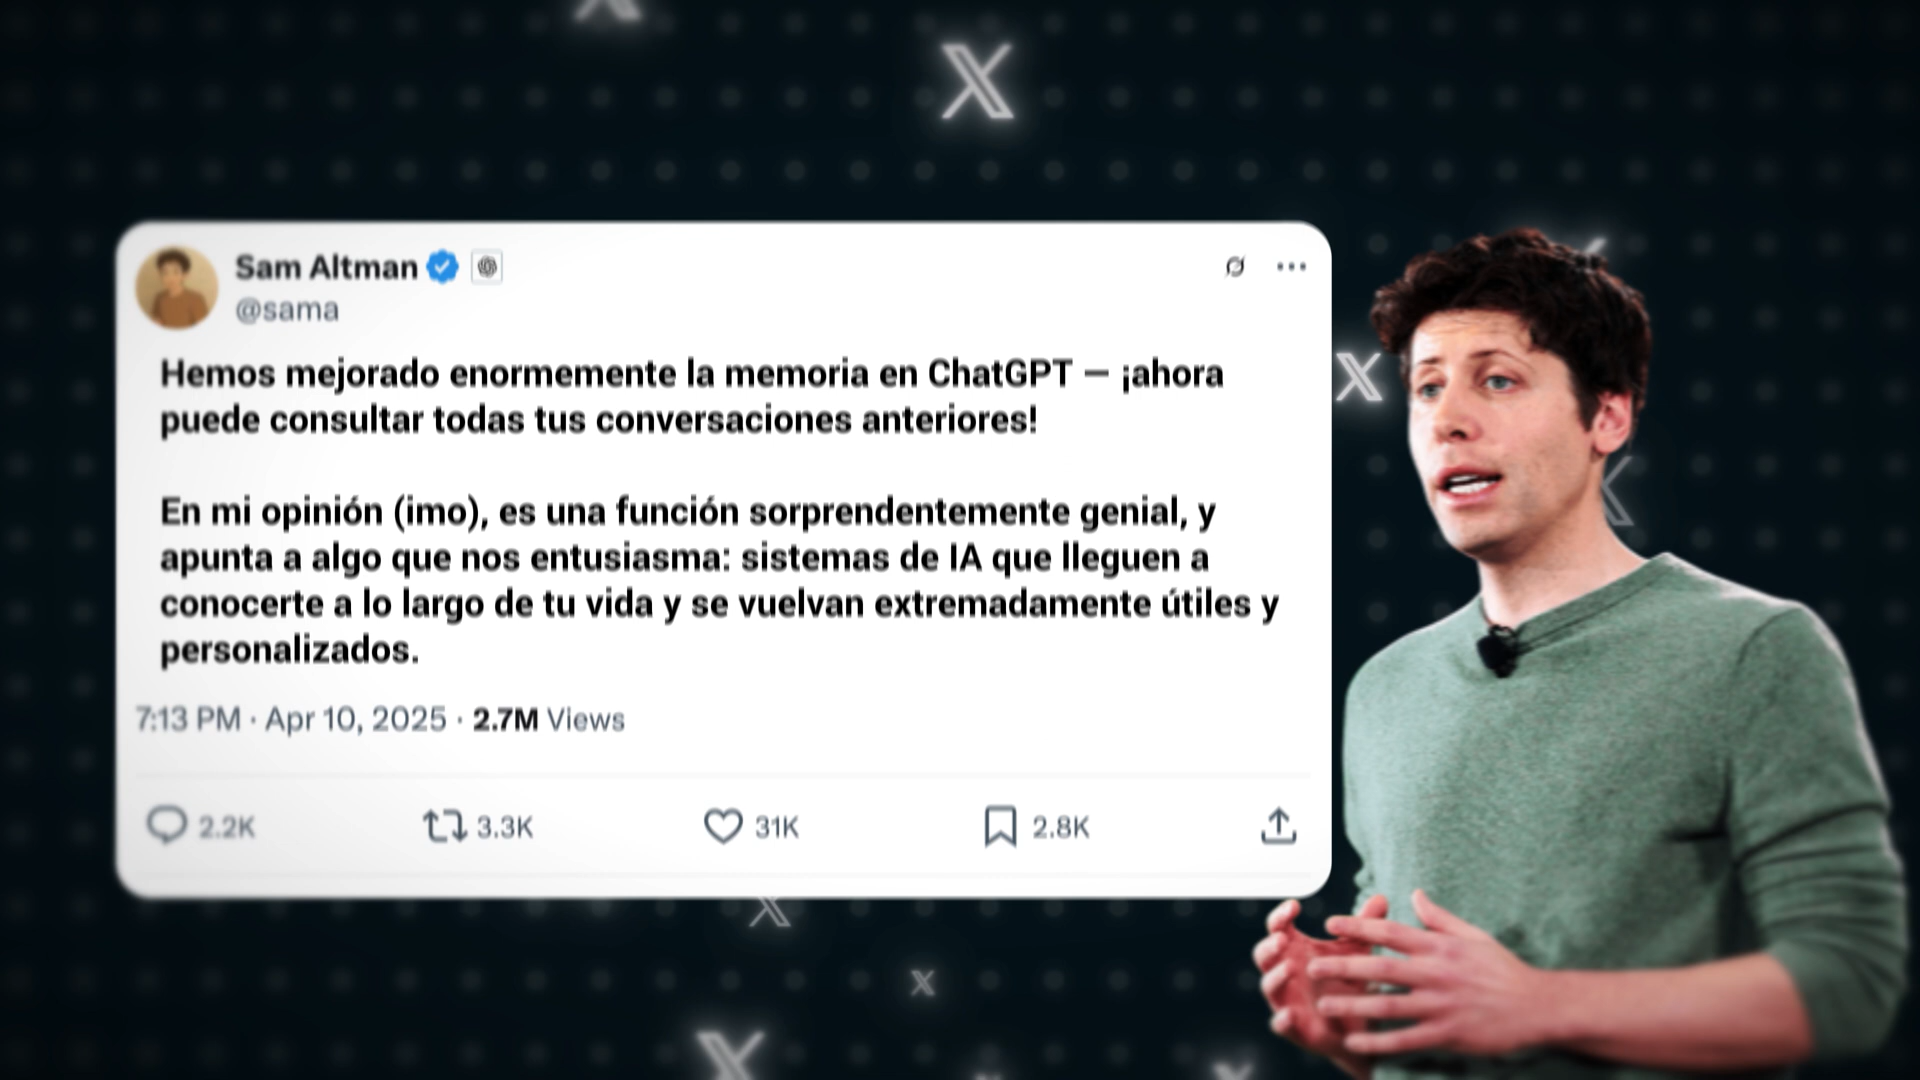 Sam Altman
@sama
Hemos mejorado enormemente la memoria en ChatGPT — ¡ahora
puede consultar todas tus conversaciones anteriores!
En mi opinión (imo), es una función sorprendentemente genial, y
apunta a algo que nos entusiasma: sistemas de IA que lleguen a
conocerte a lo largo de tu vida y se vuelvan extremadamente útiles y
personalizados.
7:13 PM · Apr 10, 2025 · 2.7M Views
2.2K 3.3K 31K 2.8K